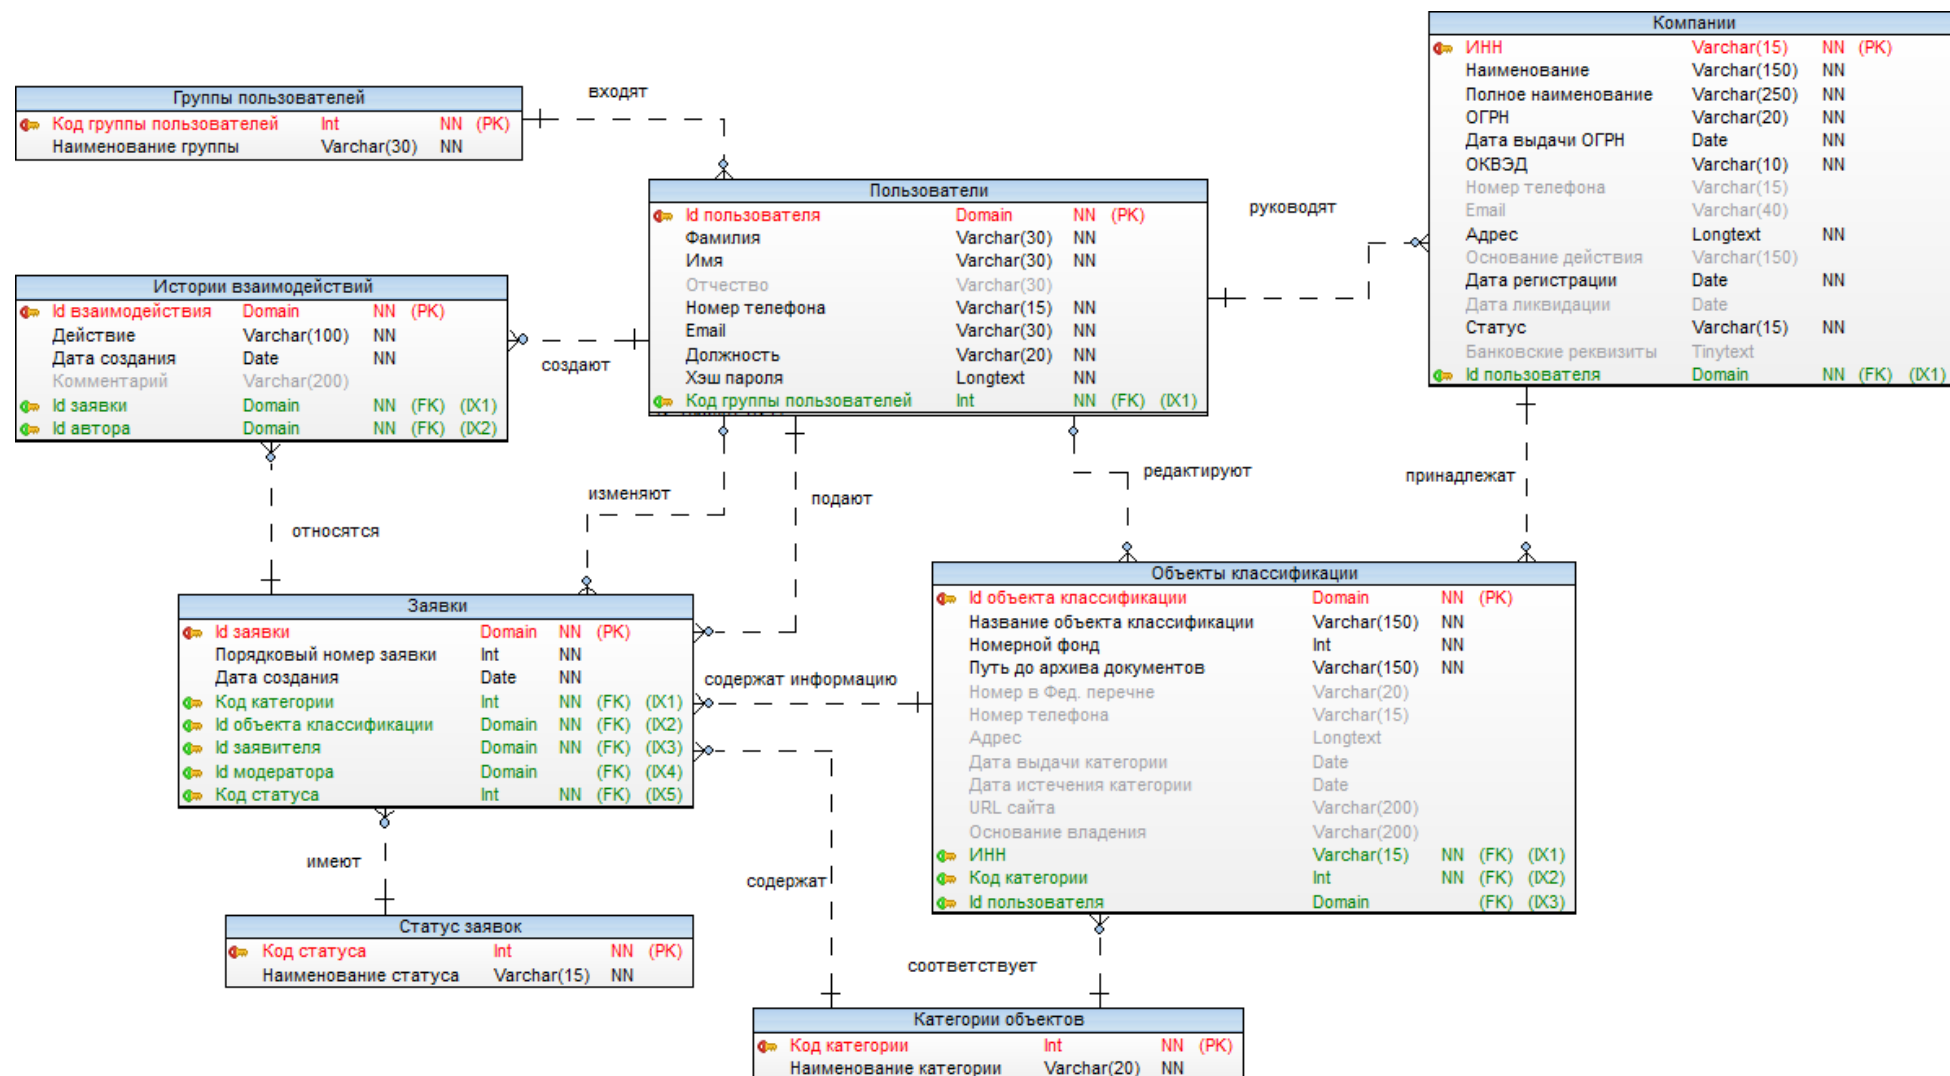 Группы пользователей
Код группы пользователей Int NN (PK)
Наименование группы Varchar(30) NN
входят
Компании
ИНН Varchar(15) NN (PK)
Наименование Varchar(150) NN
Полное наименование Varchar(250) NN
ОГРН Varchar(20) NN
Дата выдачи ОГРН Date NN
ОКВЭД Varchar(10) NN
Номер телефона Varchar(15)
Email Varchar(40)
Адрес Longtext NN
Основание действия Varchar(150)
Дата регистрации Date NN
Дата ликвидации Date
Статус Varchar(15) NN
Банковские реквизиты Tinytext
Id пользователя Domain NN (FK) (IX1)
Пользователи
Id пользователя Domain NN (PK)
Фамилия Varchar(30) NN
Имя Varchar(30) NN
Отчество Varchar(30)
Номер телефона Varchar(15) NN
Email Varchar(30) NN
Должность Varchar(20) NN
Хэш пароля Longtext NN
Код группы пользователей Int NN (FK) (IX1)
руководят
Истории взаимодействий
Id взаимодействия Domain NN (PK)
Действие Varchar(100) NN
Дата создания Date NN
Комментарий Varchar(200)
Id заявки Domain NN (FK) (IX1)
Id автора Domain NN (FK) (IX2)
создают
относятся
изменяют
подают
редактируют
принадлежат
Заявки
Id заявки Domain NN (PK)
Порядковый номер заявки Int NN
Дата создания Date NN
Код категории Int NN (FK) (IX1)
Id объекта классификации Domain NN (FK) (IX2)
Id заявителя Domain NN (FK) (IX3)
Id модератора Domain (FK) (IX4)
Код статуса Int NN (FK) (IX5)
содержат информацию
Объекты классификации
Id объекта классификации Domain NN (PK)
Название объекта классификации Varchar(150) NN
Номерной фонд Int NN
Путь до архива документов Varchar(150) NN
Номер в Фед. перечне Varchar(20)
Номер телефона Varchar(15)
Адрес Longtext
Дата выдачи категории Date
Дата истечения категории Date
URL сайта Varchar(200)
Основание владения Varchar(200)
ИНН Varchar(15) NN (FK) (IX1)
Код категории Int NN (FK) (IX2)
Id пользователя Domain (FK) (IX3)
имеют
содержат
соответствует
Статус заявок
Код статуса Int NN (PK)
Наименование статуса Varchar(15) NN
Категории объектов
Код категории Int NN (PK)
Наименование категории Varchar(20) NN